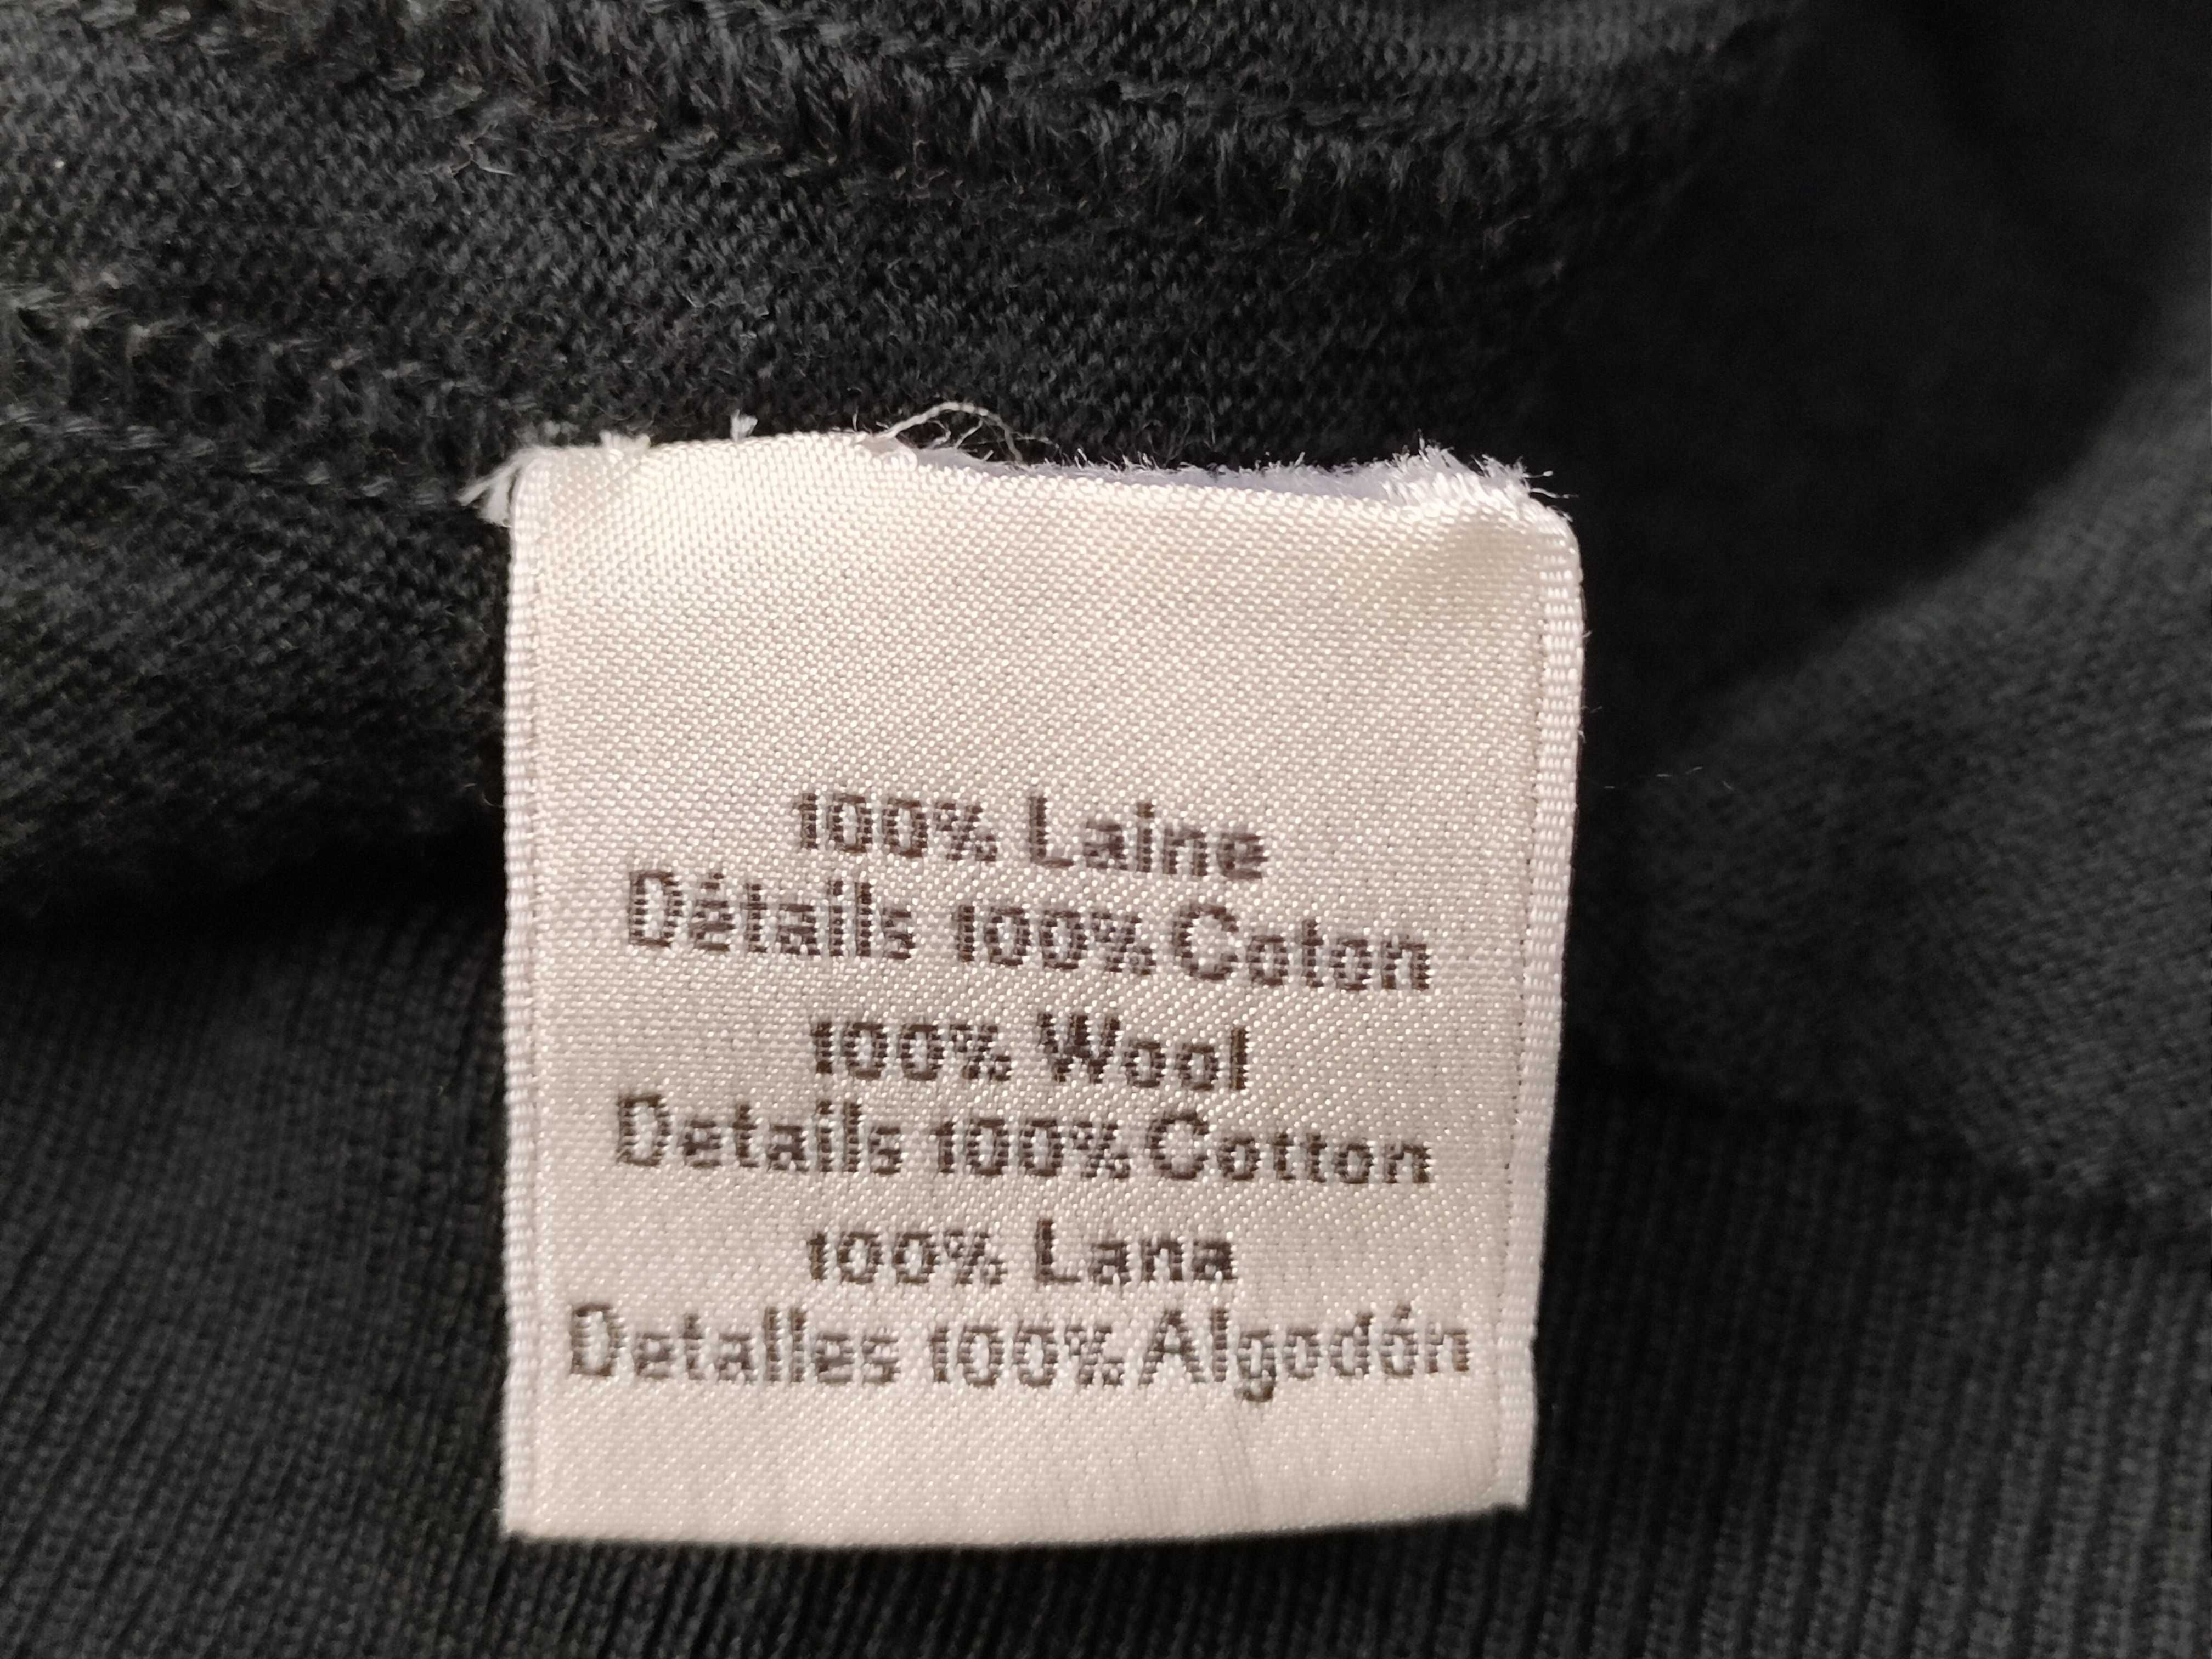 100% Laine
Détails 100% Coton
100% Wool
Details 100% Cotton
100% Lana
Detalles 100% Algodón